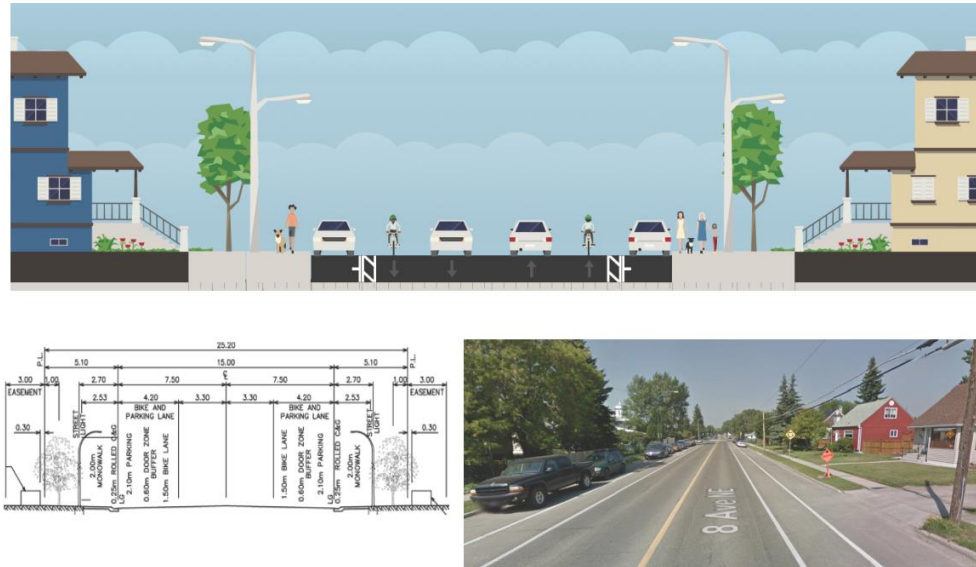 25.20
P.L.
P.L.
5.10
15.00
5.10
3.00
1.00
2.70
7.50
℄
7.50
2.70
1.00
3.00
EASEMENT
2.53
4.20
3.30
3.30
4.20
2.53
EASEMENT
BIKE AND
PARKING LANE
BIKE AND
PARKING LANE
0.30
0.30
STREET
LIGHT
2.00m
MONOWALK
0.25m ROLLED C&G
LG
2.10m PARKING
0.60m DOOR ZONE
BUFFER
1.50m BIKE LANE
1.50m BIKE LANE
0.60m DOOR ZONE
BUFFER
2.10m PARKING
LG
0.25m ROLLED C&G
2.00m
MONOWALK
STREET
LIGHT
8 Ave NE